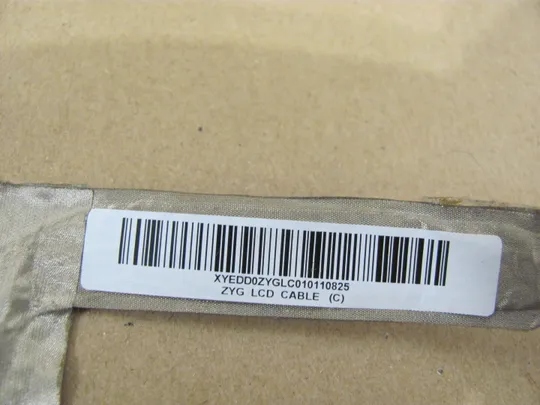 XYEDD0ZYGLC010110825
ZYG LCD CABLE (C)